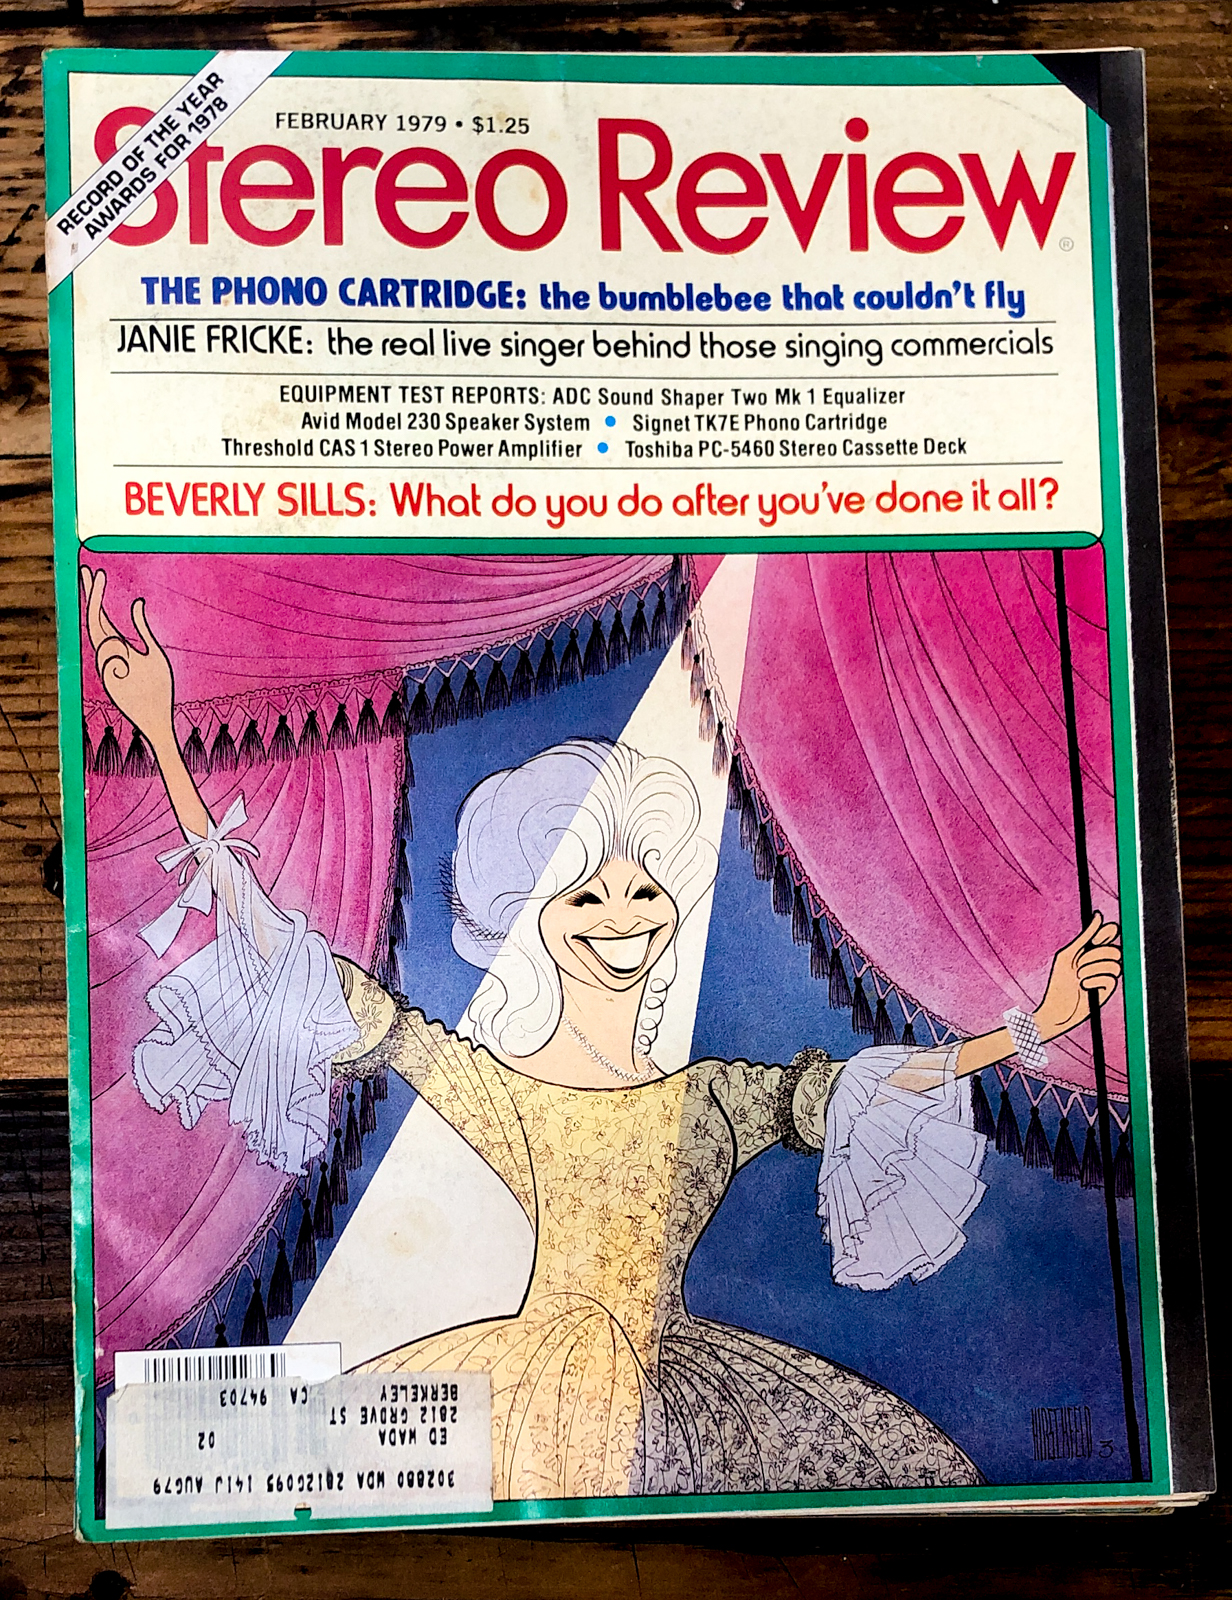 RECORD OF THE YEAR
AWARDS FOR 1978
FEBRUARY 1979 • $1.25
Stereo Review®
THE PHONO CARTRIDGE: the bumblebee that couldn't fly
JANIE FRICKE: the real live singer behind those singing commercials
EQUIPMENT TEST REPORTS: ADC Sound Shaper Two Mk 1 Equalizer
Avid Model 230 Speaker System • Signet TK7E Phono Cartridge
Threshold CAS 1 Stereo Power Amplifier • Toshiba PC-5460 Stereo Cassette Deck
BEVERLY SILLS: What do you do after you've done it all?
HIRSCHFELD 3
302880 WDA 2812G095 141J AUG79
ED WADA 02
2812 GROVE ST
BERKELEY CA 94703